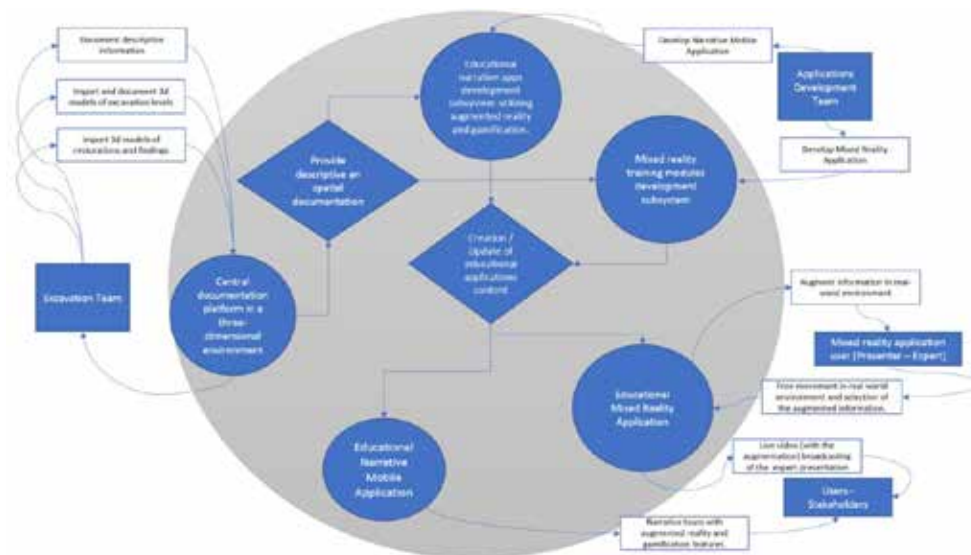 Document descriptive
information
Import and document 3d
models of excavation levels
Import 3d models of
restorations and findings.
Excavation Team
Central
documentation
platform in a
three-
dimensional
environment
Provide
descriptive an
spatial
documentation
Educational
narration apps
development
subsystem utilizing
augmented reality
and gamification.
Develop Narrative Mobile
Application
Applications
Development
Team
Develop Mixed Reality
Application
Mixed reality
training modules
development
subsystem
Creation /
Update of
educational
applications
content
Augment information in real-
world environment
Mixed reality application
user (Presenter – Expert)
Free movement in real world
environment and selection of
the augmented information.
Educational
Mixed Reality
Application
Educational
Narrative
Mobile
Application
Live video (with the
augmentation) broadcasting
of the expert presentation
Users –
Stakeholders
Narrative tours with
augmented reality and
gamification features.